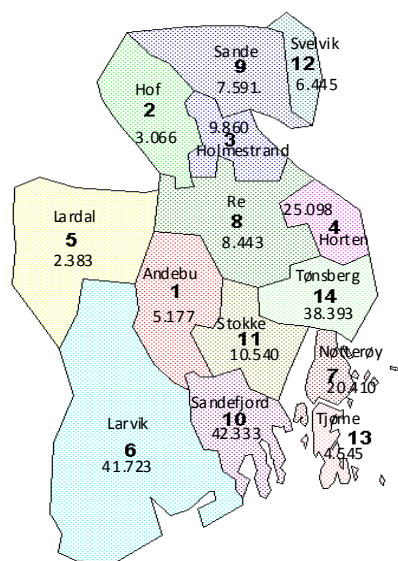 Svelvik
12
6.445
Sande
9
7.591.
Hof
2
3.066
9.860
3
Holmestrand
Re
8
8.443
25.098
4
Horten
Lardal
5
2.383
Andebu
1
5.177
Tønsberg
14
38.393
Stokke
11
10.540
Nøtterøy
7
20.410
Sandefjord
10
42.333
Tjøme
13
4.545
Larvik
6
41.723